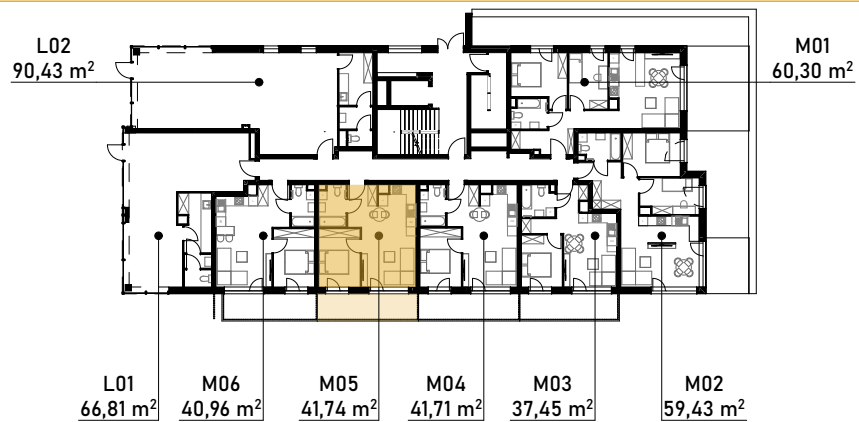 L02
90,43 m²
M01
60,30 m²
L01
66,81 m²
M06
40,96 m²
M05
41,74 m²
M04
41,71 m²
M03
37,45 m²
M02
59,43 m²